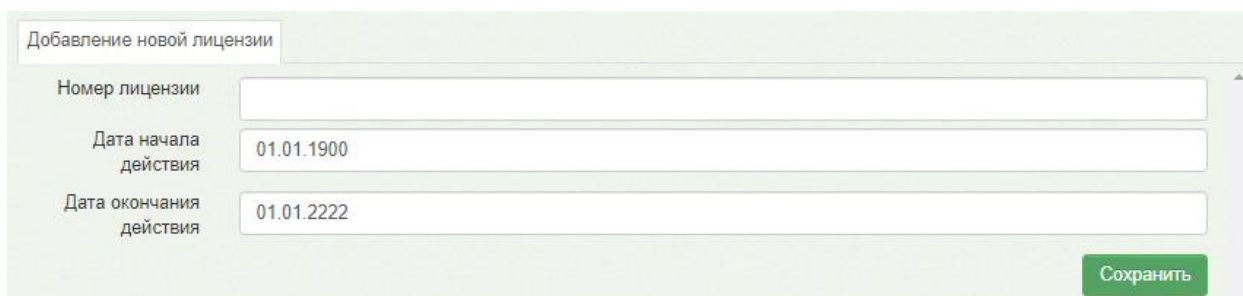 Добавление новой лицензии
Номер лицензии
Дата начала
действия
01.01.1900
Дата окончания
действия
01.01.2222
Сохранить